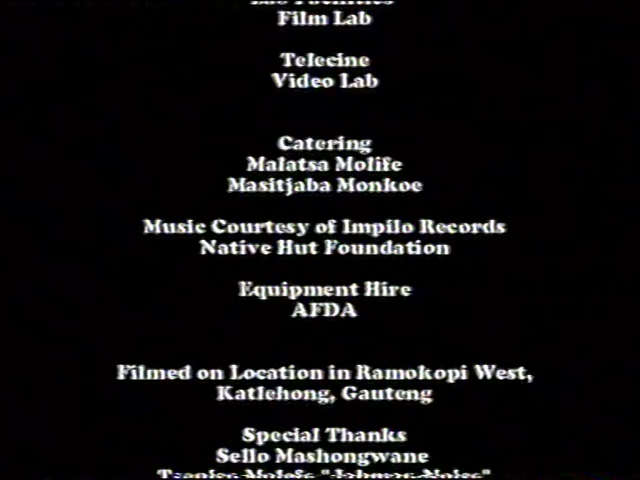 Film Lab
Telecine
Video Lab
Catering
Malatsa Molife
Masitjaba Monkoe
Music Courtesy of Impilo Records
Native Hut Foundation
Equipment Hire
AFDA
Filmed on Location in Ramokopi West,
Katlehong, Gauteng
Special Thanks
Sello Mashongwane